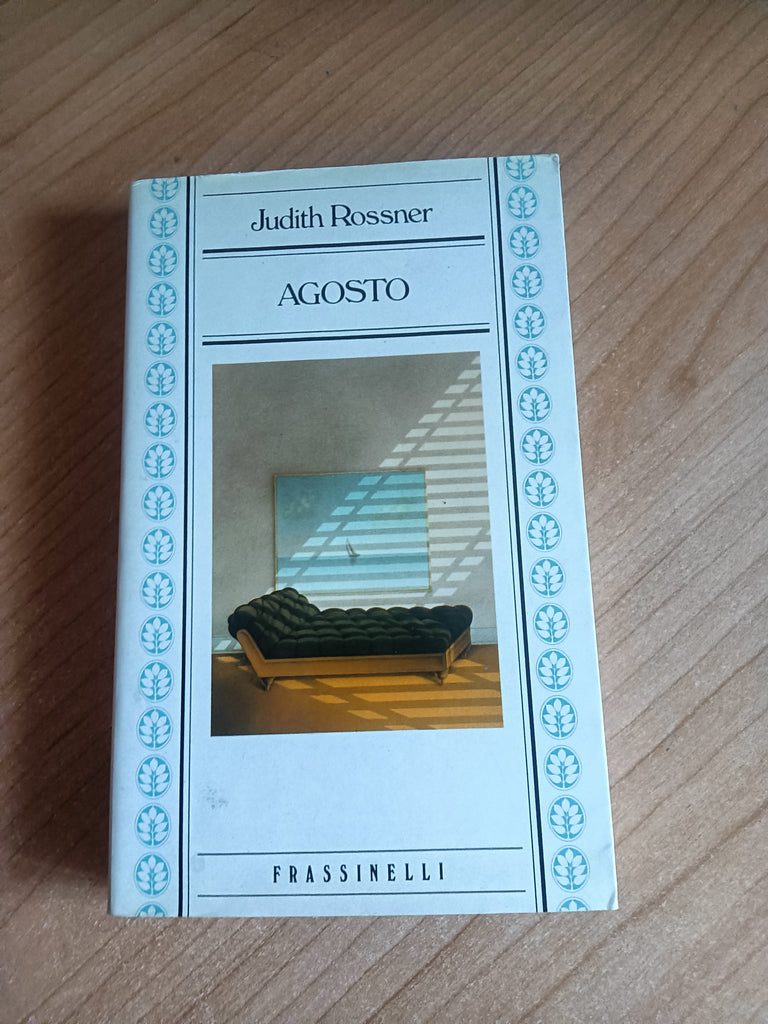 Judith Rossner
AGOSTO
FRASSINELLI